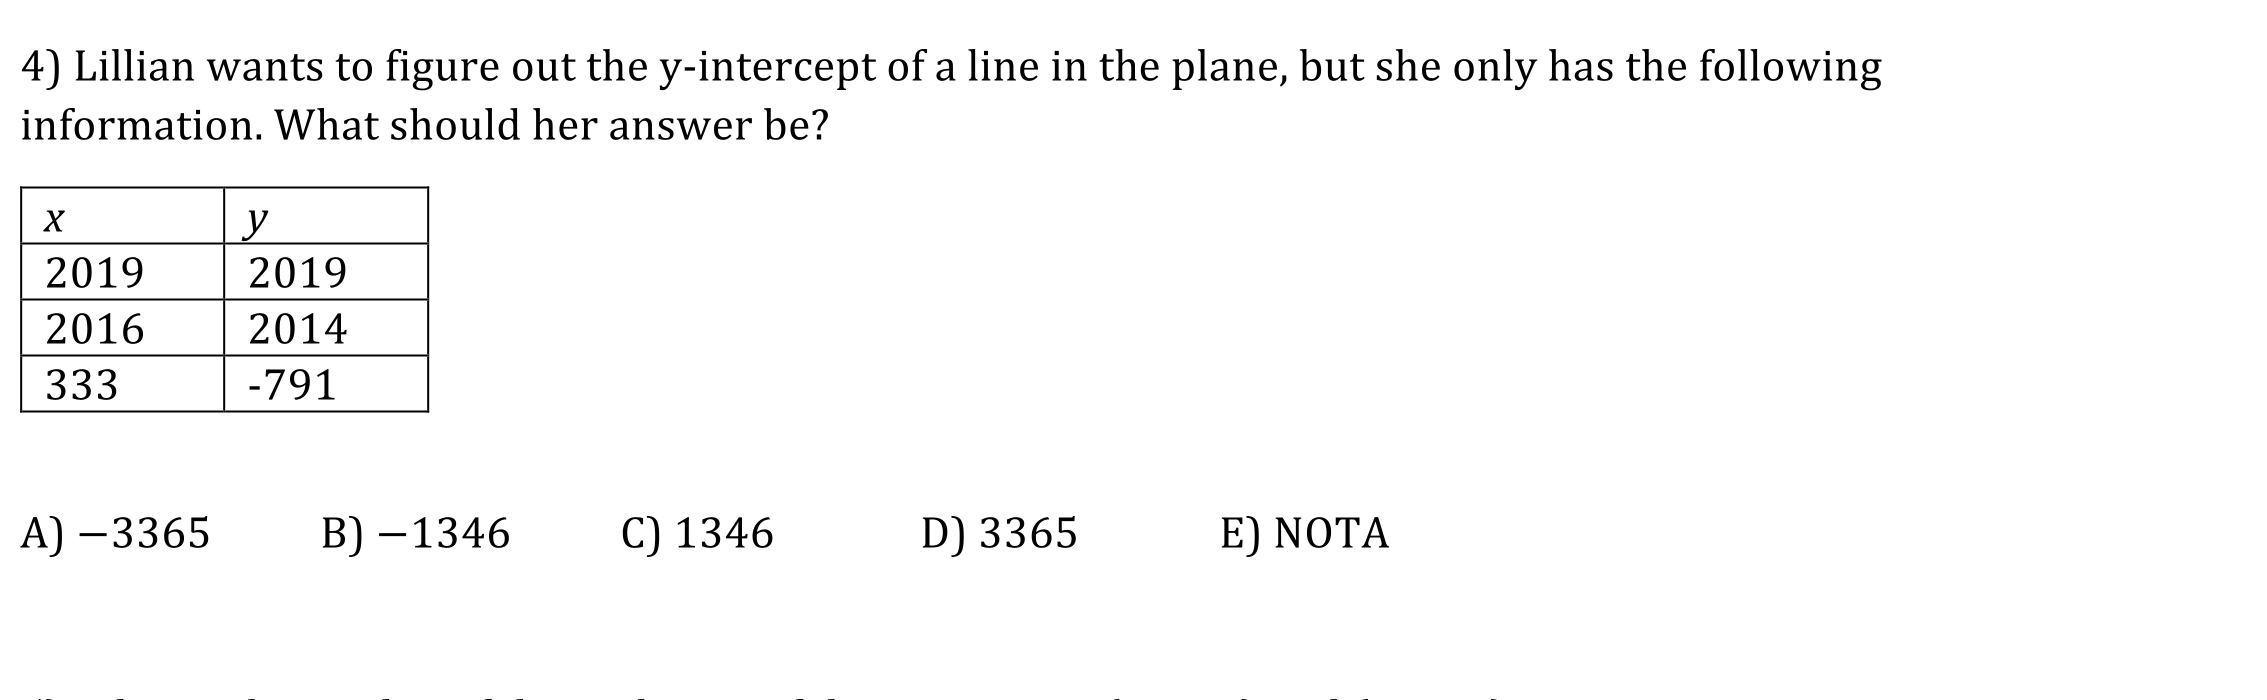 4) Lillian wants to figure out the y-intercept of a line in the plane, but she only has the following
information. What should her answer be?
x y
2019 2019
2016 2014
333 -791
A) −3365 B) −1346 C) 1346 D) 3365 E) NOTA